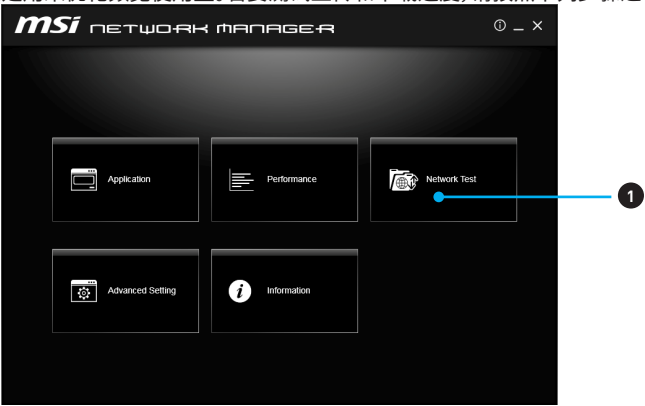 msi NETWORK MANAGER
Application
Performance
Network Test
1
Advanced Setting
Information